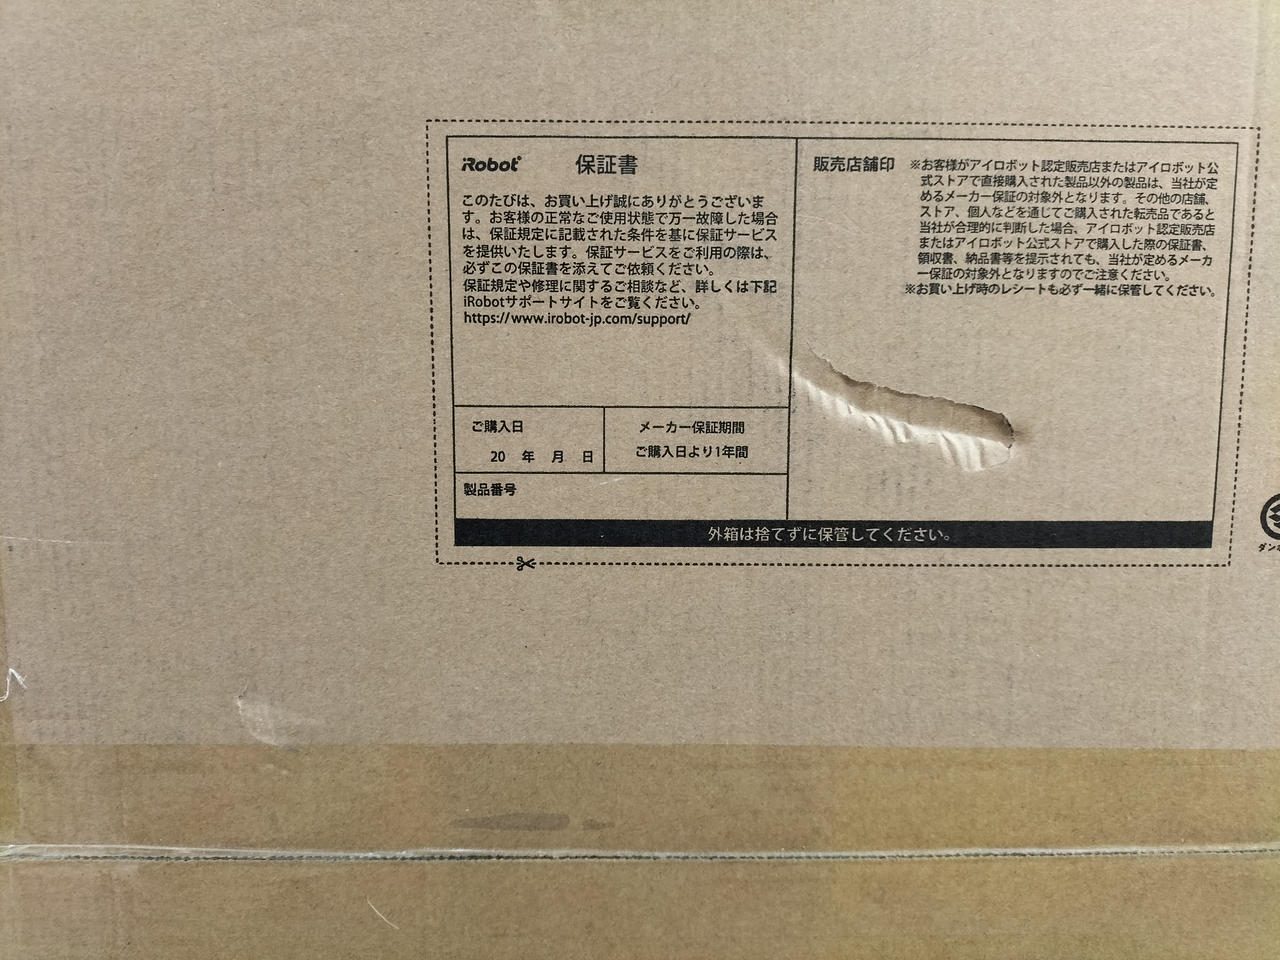 iRobot 保証書
このたびは、お買い上げ誠にありがとうございま
す。お客様の正常なご使用状態で万一故障した場合
は、保証規定に記載された条件を基に保証サービス
を提供いたします。保証サービスをご利用の際は、
必ずこの保証書を添えてご依頼ください。
保証規定や修理に関するご相談など、詳しくは下記
iRobotサポートサイトをご覧ください。
https://www.irobot-jp.com/support/
ご購入日
20 年 月 日
メーカー保証期間
ご購入日より1年間
製品番号
販売店舗印
※お客様がアイロボット認定販売店またはアイロボット公
式ストアで直接購入された製品以外の製品は、当社が定
めるメーカー保証の対象外となります。その他の店舗、
ストア、個人などを通じてご購入された転売品であると
当社が合理的に判断した場合、アイロボット認定販売店
またはアイロボット公式ストアで購入した際の保証書、
領収書、納品書等を提示されても、当社が定めるメーカ
ー保証の対象外となりますのでご注意ください。
※お買い上げ時のレシートも必ず一緒に保管してください。
外箱は捨てずに保管してください。